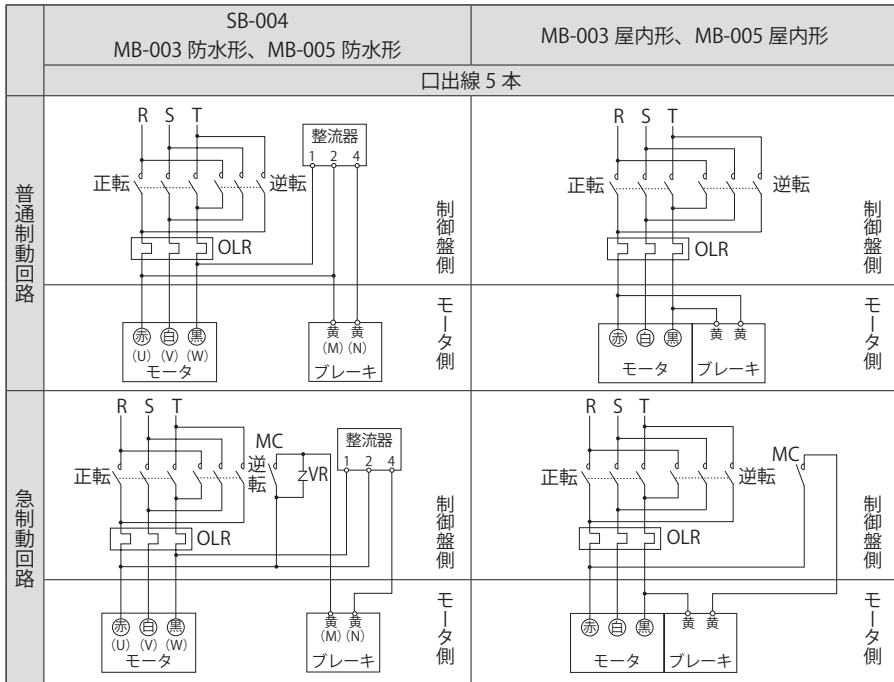 SB-004
MB-003 防水形、MB-005 防水形
MB-003 屋内形、MB-005 屋内形
口出線 5 本
普通制動回路
R S T
整流器
1 2 4
正転
逆転
OLR
制御盤側
モータ側
赤 白 黒
(U) (V) (W)
モータ
黄 黄
(M) (N)
ブレーキ
R S T
正転
逆転
OLR
制御盤側
モータ側
赤 白 黒
モータ
黄 黄
ブレーキ
急制動回路
R S T
MC
整流器
1 2 4
正転
逆転
VR
OLR
制御盤側
モータ側
赤 白 黒
(U) (V) (W)
モータ
黄 黄
(M) (N)
ブレーキ
R S T
MC
正転
逆転
OLR
制御盤側
モータ側
赤 白 黒
モータ
黄 黄
ブレーキ